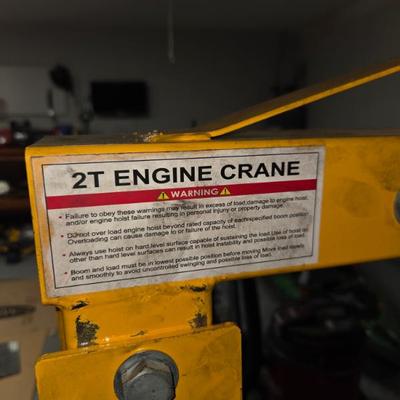 2T ENGINE CRANE
WARNING
• Failure to obey these warnings may result in excess of load,damage to engine hoist,
and/or engine hoist failure resulting in personal injury or property damage.
• Do not over load engine hoist beyond rated capacity of each specified boom position
Overloading can cause damage to or failure of the hoist.
• Always use hoist on hard,level surface capable of sustaining the load.Use of hoist on
other than hard level surfaces can result in hoist instability and possible loss of load.
• Boom and load must be in lowest possible position before moving Move load slowly
and smoothly to avoid uncontrolled swinging and possible loss of load.